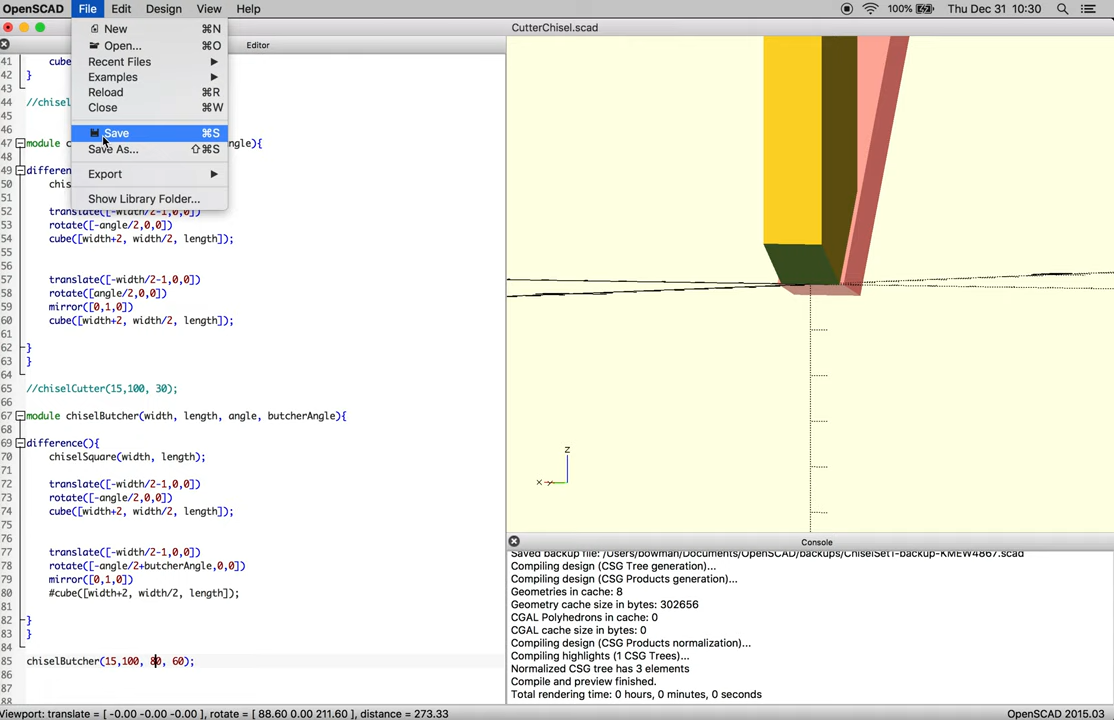 OpenSCAD File Edit Design View Help 100% Thu Dec 31 10:30
CutterChisel.scad
Editor
New ⌘N
Open... ⌘O
Recent Files ▶
Examples ▶
Reload ⌘R
Close ⌘W
Save ⌘S
Save As... ⇧⌘S
Export ▶
Show Library Folder...
41 cube
42 }
43
44 //chisel
45
46
47 module c ngle){
48
49 differen
50 chis
51
52 translate([-width/2-1,0,0])
53 rotate([-angle/2,0,0])
54 cube([width+2, width/2, length]);
55
56
57 translate([-width/2-1,0,0])
58 rotate([angle/2,0,0])
59 mirror([0,1,0])
60 cube([width+2, width/2, length]);
61
62 }
63 }
64
65 //chiselCutter(15,100, 30);
66
67 module chiselButcher(width, length, angle, butcherAngle){
68
69 difference(){
70 chiselSquare(width, length);
71
72 translate([-width/2-1,0,0])
73 rotate([-angle/2,0,0])
74 cube([width+2, width/2, length]);
75
76
77 translate([-width/2-1,0,0])
78 rotate([-angle/2+butcherAngle,0,0])
79 mirror([0,1,0])
80 #cube([width+2, width/2, length]);
81
82 }
83 }
84
85 chiselButcher(15,100, 80, 60);
86
87
88
z
x
Console
Saved backup file: /Users/bowman/Documents/OpenSCAD/backups/ChiselSet1-backup-KMEW4867.scad
Compiling design (CSG Tree generation)...
Compiling design (CSG Products generation)...
Geometries in cache: 8
Geometry cache size in bytes: 302656
CGAL Polyhedrons in cache: 0
CGAL cache size in bytes: 0
Compiling design (CSG Products normalization)...
Compiling highlights (1 CSG Trees)...
Normalized CSG tree has 3 elements
Compile and preview finished.
Total rendering time: 0 hours, 0 minutes, 0 seconds
Viewport: translate = [ -0.00 -0.00 -0.00 ], rotate = [ 88.60 0.00 211.60 ], distance = 273.33 OpenSCAD 2015.03